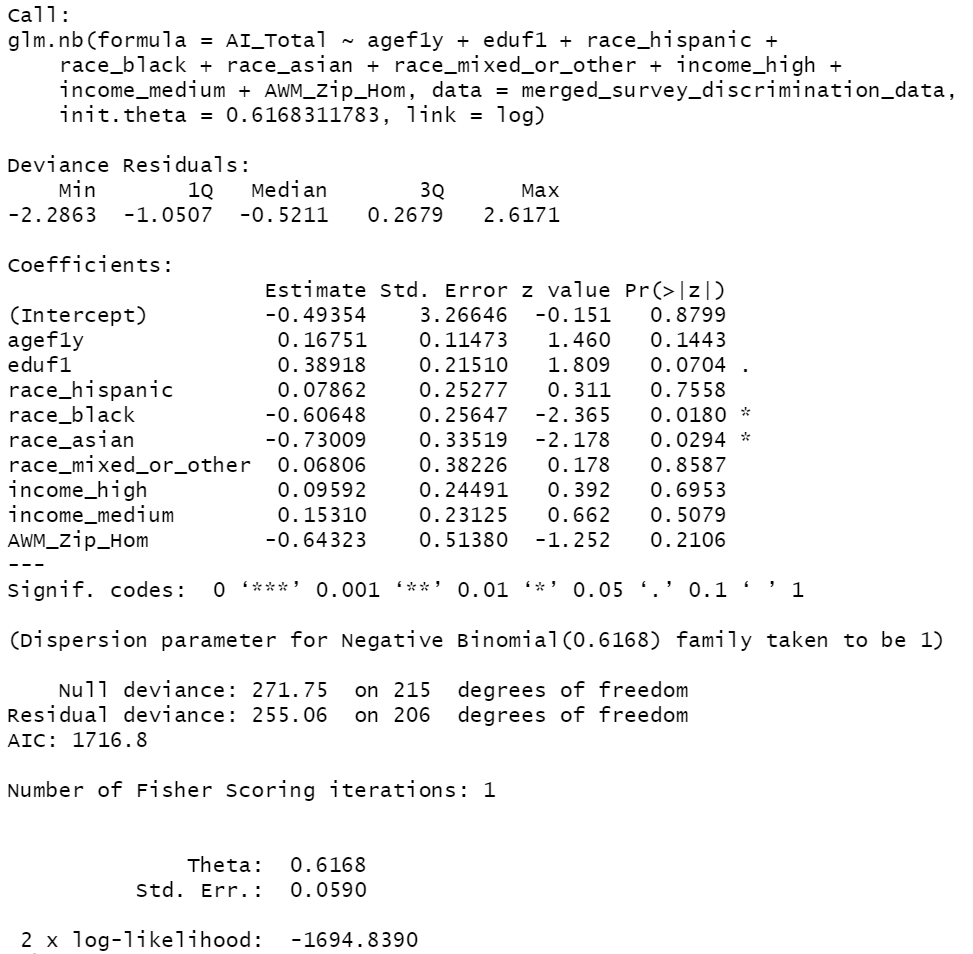 Call:
glm.nb(formula = AI_Total ~ agef1y + eduf1 + race_hispanic +
    race_black + race_asian + race_mixed_or_other + income_high +
    income_medium + AWM_Zip_Hom, data = merged_survey_discrimination_data,
    init.theta = 0.6168311783, link = log)

Deviance Residuals:
    Min       1Q   Median       3Q      Max
-2.2863  -1.0507  -0.5211   0.2679   2.6171

Coefficients:
                    Estimate Std. Error z value Pr(>|z|)
(Intercept)         -0.49354    3.26646  -0.151   0.8799
agef1y               0.16751    0.11473   1.460   0.1443
eduf1                0.38918    0.21510   1.809   0.0704 .
race_hispanic        0.07862    0.25277   0.311   0.7558
race_black          -0.60648    0.25647  -2.365   0.0180 *
race_asian          -0.73009    0.33519  -2.178   0.0294 *
race_mixed_or_other  0.06806    0.38226   0.178   0.8587
income_high          0.09592    0.24491   0.392   0.6953
income_medium        0.15310    0.23125   0.662   0.5079
AWM_Zip_Hom         -0.64323    0.51380  -1.252   0.2106
---
Signif. codes:  0 ‘***’ 0.001 ‘**’ 0.01 ‘*’ 0.05 ‘.’ 0.1 ‘ ’ 1

(Dispersion parameter for Negative Binomial(0.6168) family taken to be 1)

    Null deviance: 271.75  on 215  degrees of freedom
Residual deviance: 255.06  on 206  degrees of freedom
AIC: 1716.8

Number of Fisher Scoring iterations: 1


              Theta:  0.6168
          Std. Err.:  0.0590

 2 x log-likelihood:  -1694.8390